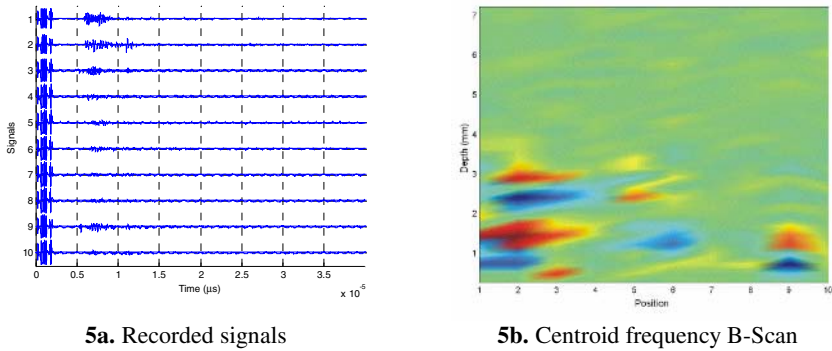 1
2
3
4
5
6
7
8
9
10
Signals
0 0.5 1 1.5 2 2.5 3 3.5
Time (µs)
x 10⁻⁵
5a. Recorded signals
7
6
5
4
3
2
1
Depth (mm)
1 2 3 4 5 6 7 8 9 10
Position
5b. Centroid frequency B-Scan